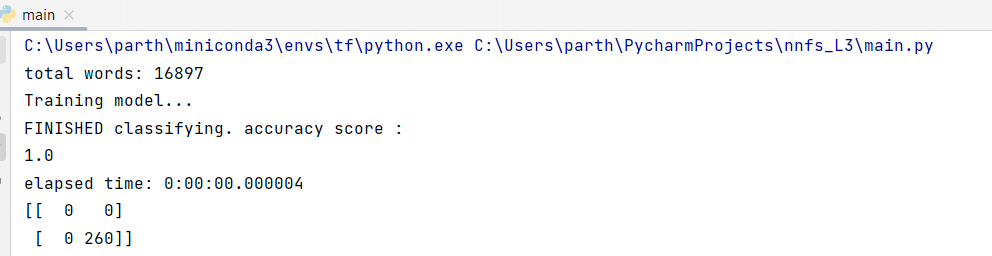 main
C:\Users\parth\miniconda3\envs\tf\python.exe C:\Users\parth\PycharmProjects\nnfs_L3\main.py
total words: 16897
Training model...
FINISHED classifying. accuracy score :
1.0
elapsed time: 0:00:00.000004
[[  0   0]
 [  0 260]]